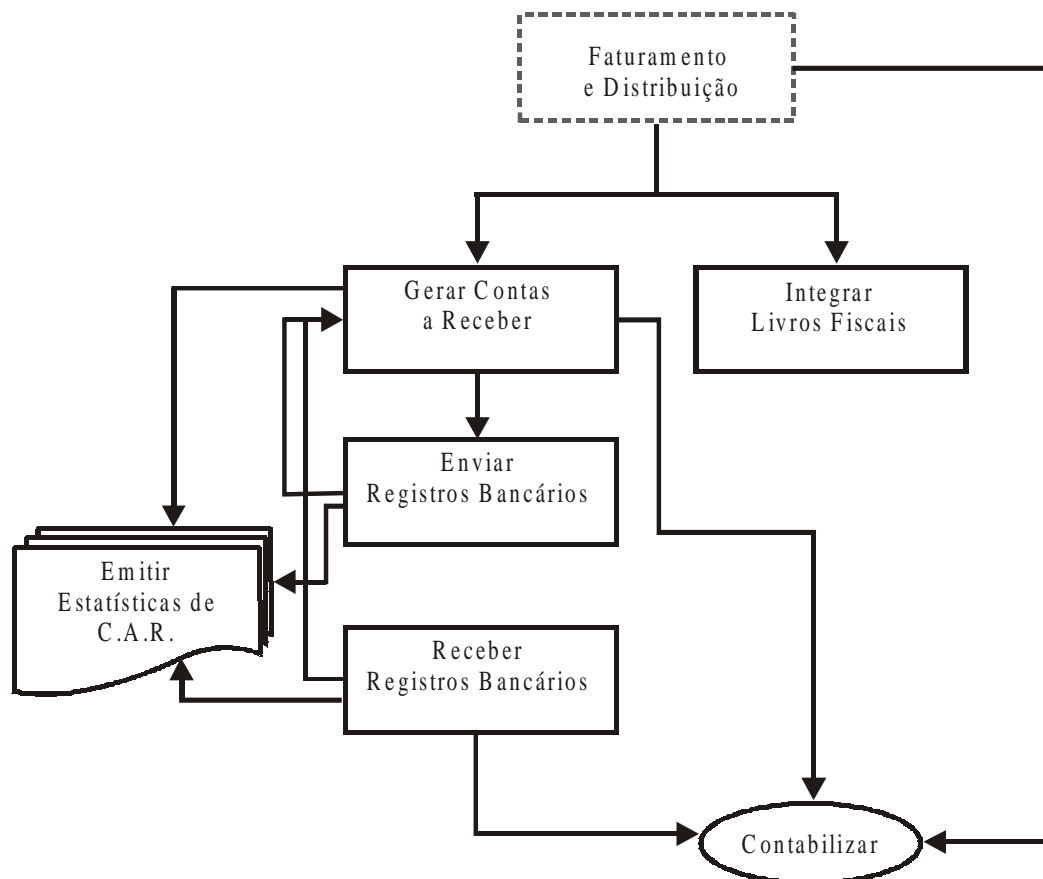 Faturamento
e Distribuição
Gerar Contas
a Receber
Integrar
Livros Fiscais
Enviar
Registros Bancários
Emitir
Estatísticas de
C.A.R.
Receber
Registros Bancários
Contabilizar